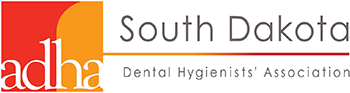 adha
South Dakota
Dental Hygienists' Association